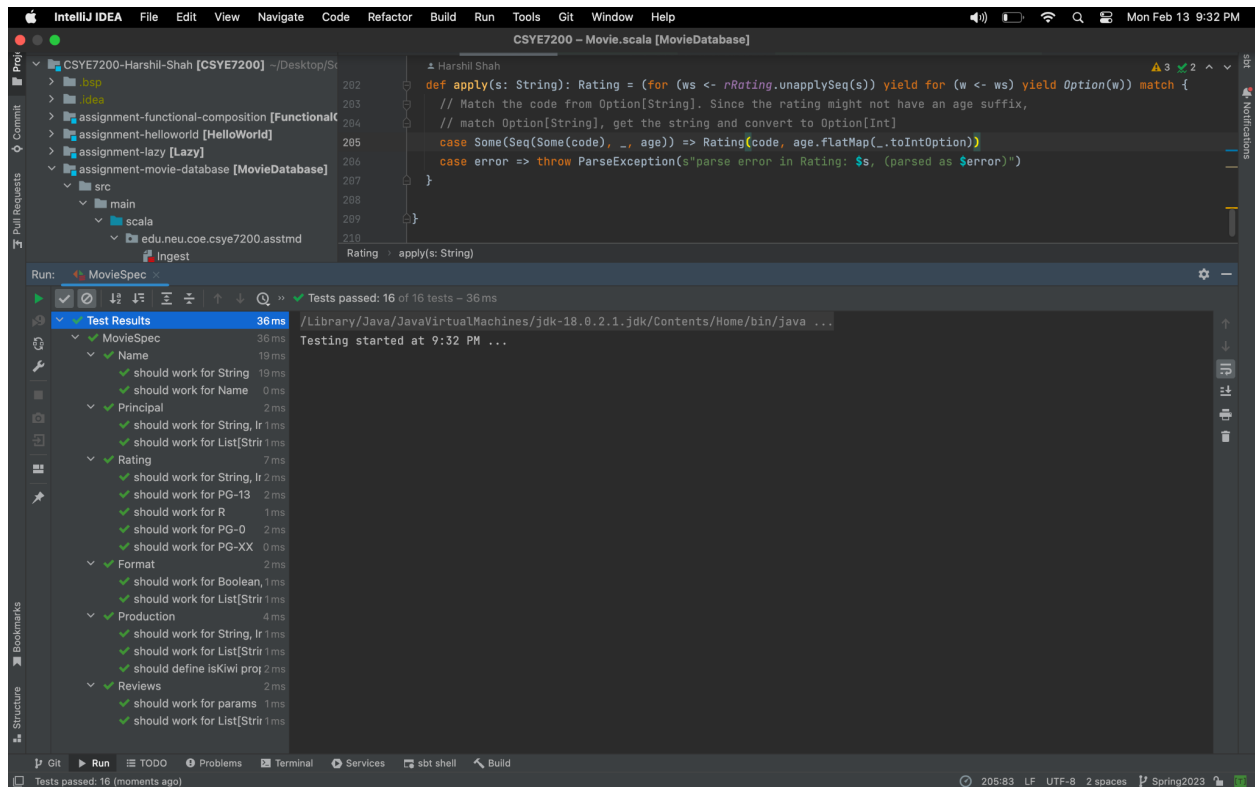 IntelliJ IDEA File Edit View Navigate Code Refactor Build Run Tools Git Window Help Mon Feb 13 9:32 PM
CSYE7200 – Movie.scala [MovieDatabase]
CSYE7200-Harshil-Shah [CSYE7200] ~/Desktop/Sc
.bsp
.idea
assignment-functional-composition [Functional
assignment-helloworld [HelloWorld]
assignment-lazy [Lazy]
assignment-movie-database [MovieDatabase]
src
main
scala
edu.neu.coe.csye7200.asstmd
Ingest
Harshil Shah
3 2
202 def apply(s: String): Rating = (for (ws <- rRating.unapplySeq(s)) yield for (w <- ws) yield Option(w)) match {
203 // Match the code from Option[String]. Since the rating might not have an age suffix,
204 // match Option[String], get the string and convert to Option[Int]
205 case Some(Seq(Some(code), _, age)) => Rating(code, age.flatMap(_.toIntOption))
206 case error => throw ParseException(s"parse error in Rating: $s, (parsed as $error)")
207 }
208
209 }
210
Rating > apply(s: String)
Proj
Commit
Pull Requests
Bookmarks
Structure
sbt
Notifications
Run: MovieSpec
Tests passed: 16 of 16 tests – 36 ms
Test Results 36 ms
MovieSpec 36 ms
Name 19 ms
should work for String 19 ms
should work for Name 0 ms
Principal 2 ms
should work for String, Ir 1 ms
should work for List[Strir 1 ms
Rating 7 ms
should work for String, Ir 2 ms
should work for PG-13 2 ms
should work for R 1 ms
should work for PG-0 2 ms
should work for PG-XX 0 ms
Format 2 ms
should work for Boolean, 1 ms
should work for List[Strir 1 ms
Production 4 ms
should work for String, Ir 1 ms
should work for List[Strir 1 ms
should define isKiwi prop 2 ms
Reviews 2 ms
should work for params 1 ms
should work for List[Strir 1 ms
/Library/Java/JavaVirtualMachines/jdk-18.0.2.1.jdk/Contents/Home/bin/java ...
Testing started at 9:32 PM ...
Git Run TODO Problems Terminal Services sbt shell Build
Tests passed: 16 (moments ago) 205:83 LF UTF-8 2 spaces Spring2023